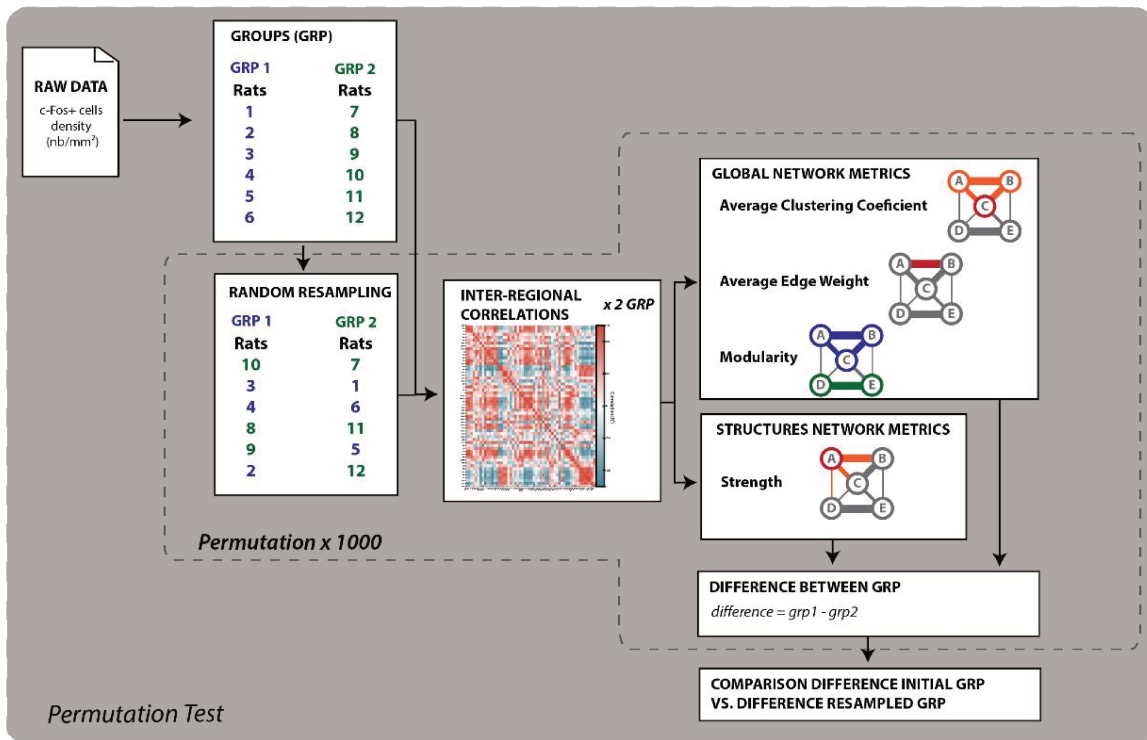 RAW DATA
c-Fos+ cells
density
(nb/mm²)
GROUPS (GRP)
GRP 1 GRP 2
Rats Rats
1 7
2 8
3 9
4 10
5 11
6 12
RANDOM RESAMPLING
GRP 1 GRP 2
Rats Rats
10 7
3 1
4 6
8 11
9 5
2 12
Permutation x 1000
INTER-REGIONAL x 2 GRP
CORRELATIONS
GLOBAL NETWORK METRICS
Average Clustering Coeficient
A B
C
D E
Average Edge Weight
A B
C
D E
Modularity
A B
C
D E
STRUCTURES NETWORK METRICS
Strength
A B
C
D E
DIFFERENCE BETWEEN GRP
difference = grp1 - grp2
COMPARISON DIFFERENCE INITIAL GRP
VS. DIFFERENCE RESAMPLED GRP
Permutation Test